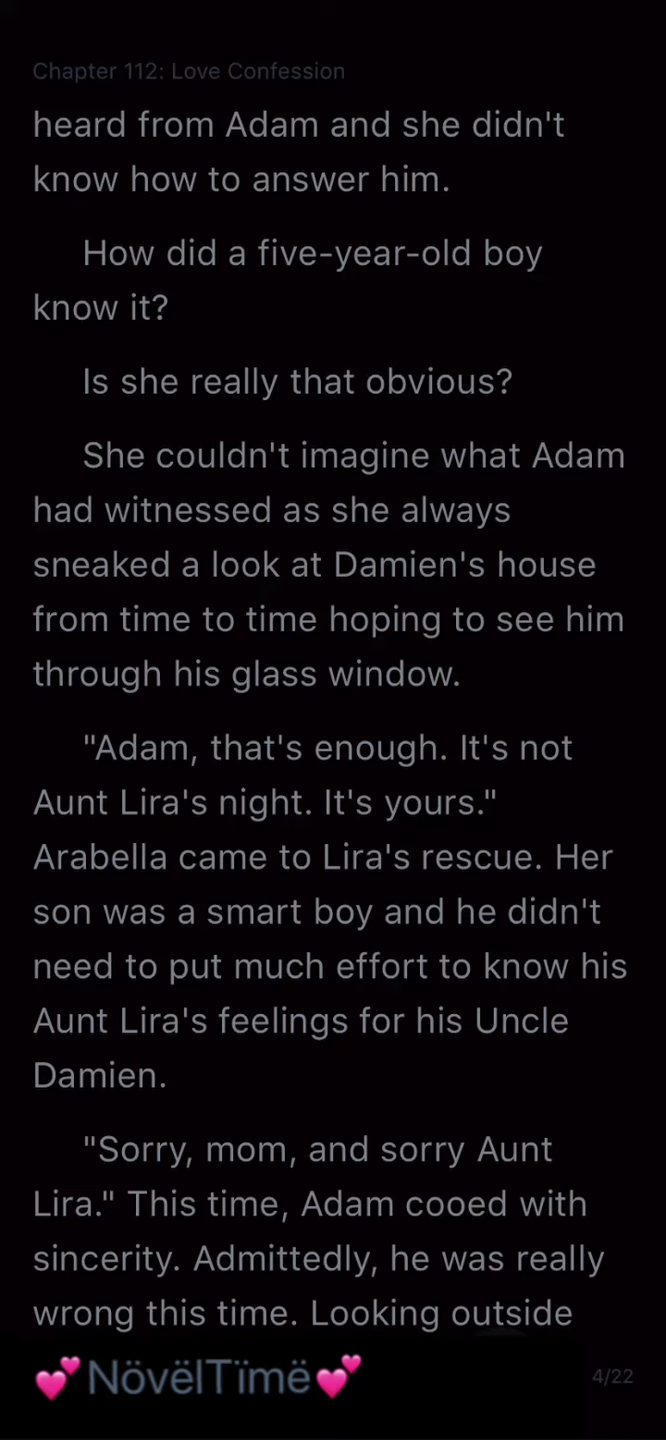 Chapter 112: Love Confession
heard from Adam and she didn't
know how to answer him.
How did a five-year-old boy
know it?
Is she really that obvious?
She couldn't imagine what Adam
had witnessed as she always
sneaked a look at Damien's house
from time to time hoping to see him
through his glass window.
"Adam, that's enough. It's not
Aunt Lira's night. It's yours."
Arabella came to Lira's rescue. Her
son was a smart boy and he didn't
need to put much effort to know his
Aunt Lira's feelings for his Uncle
Damien.
"Sorry, mom, and sorry Aunt
Lira." This time, Adam cooed with
sincerity. Admittedly, he was really
wrong this time. Looking outside
💕NövëlTïmë💕
4/22